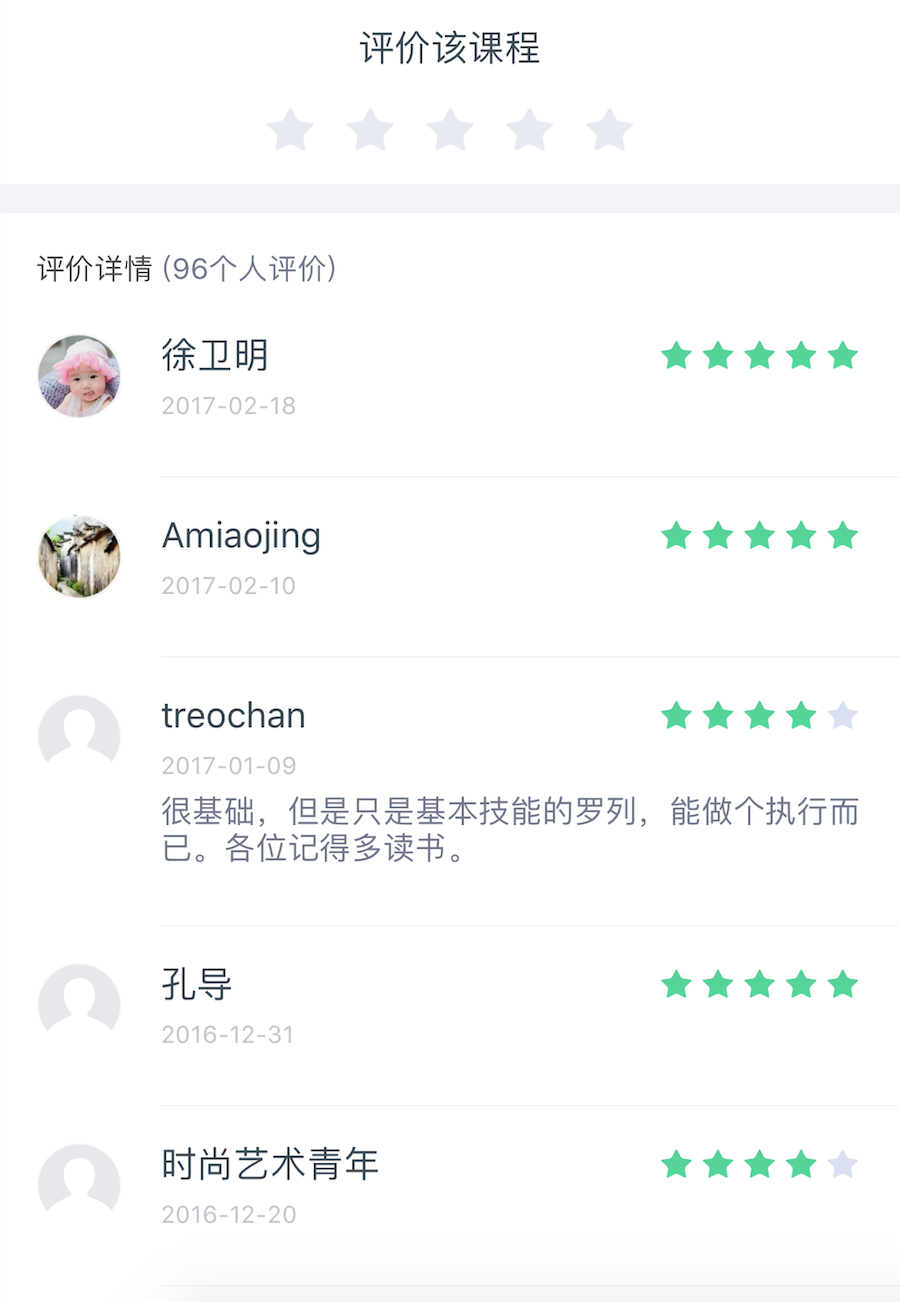 评价该课程
评价详情 (96个人评价)
徐卫明
2017-02-18
Amiaojing
2017-02-10
treochan
2017-01-09
很基础，但是只是基本技能的罗列，能做个执行而
已。各位记得多读书。
孔导
2016-12-31
时尚艺术青年
2016-12-20